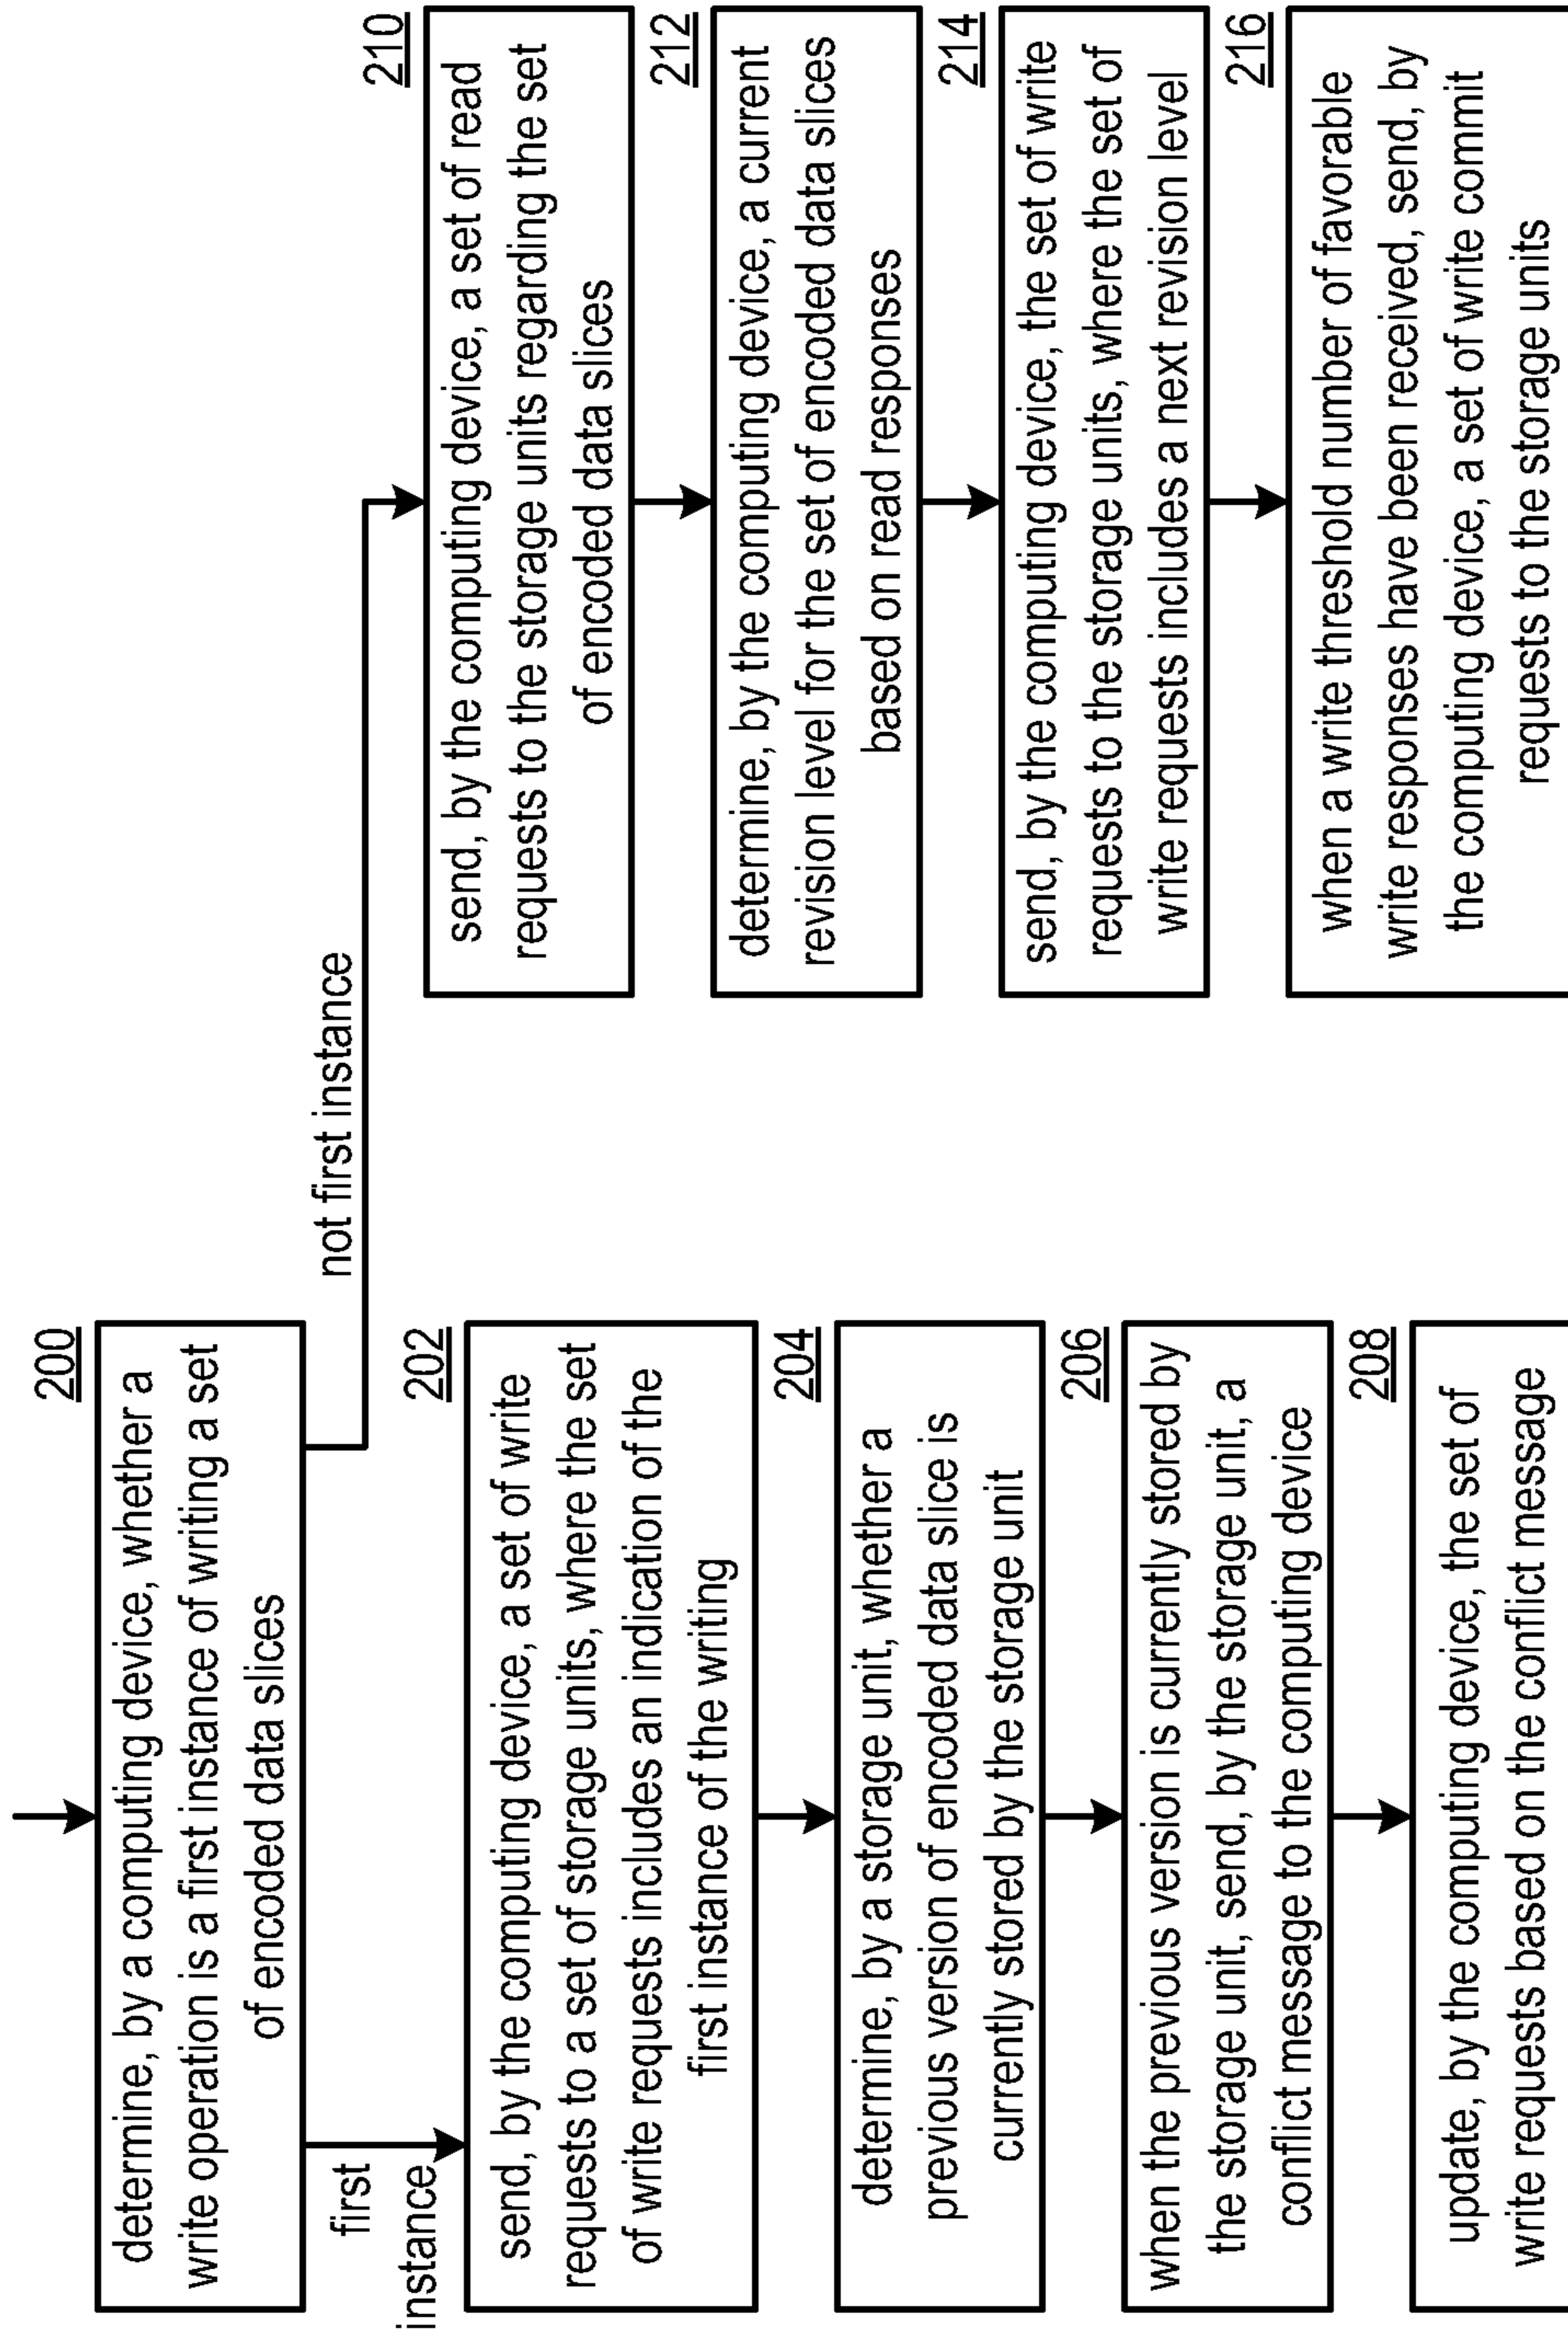 200
determine, by a computing device, whether a
write operation is a first instance of writing a set
of encoded data slices
first
instance
not first instance
202
send, by the computing device, a set of write
requests to a set of storage units, where the set
of write requests includes an indication of the
first instance of the writing
204
determine, by a storage unit, whether a
previous version of encoded data slice is
currently stored by the storage unit
206
when the previous version is currently stored by
the storage unit, send, by the storage unit, a
conflict message to the computing device
208
update, by the computing device, the set of
write requests based on the conflict message
210
send, by the computing device, a set of read
requests to the storage units regarding the set
of encoded data slices
212
determine, by the computing device, a current
revision level for the set of encoded data slices
based on read responses
214
send, by the computing device, the set of write
requests to the storage units, where the set of
write requests includes a next revision level
216
when a write threshold number of favorable
write responses have been received, send, by
the computing device, a set of write commit
requests to the storage units